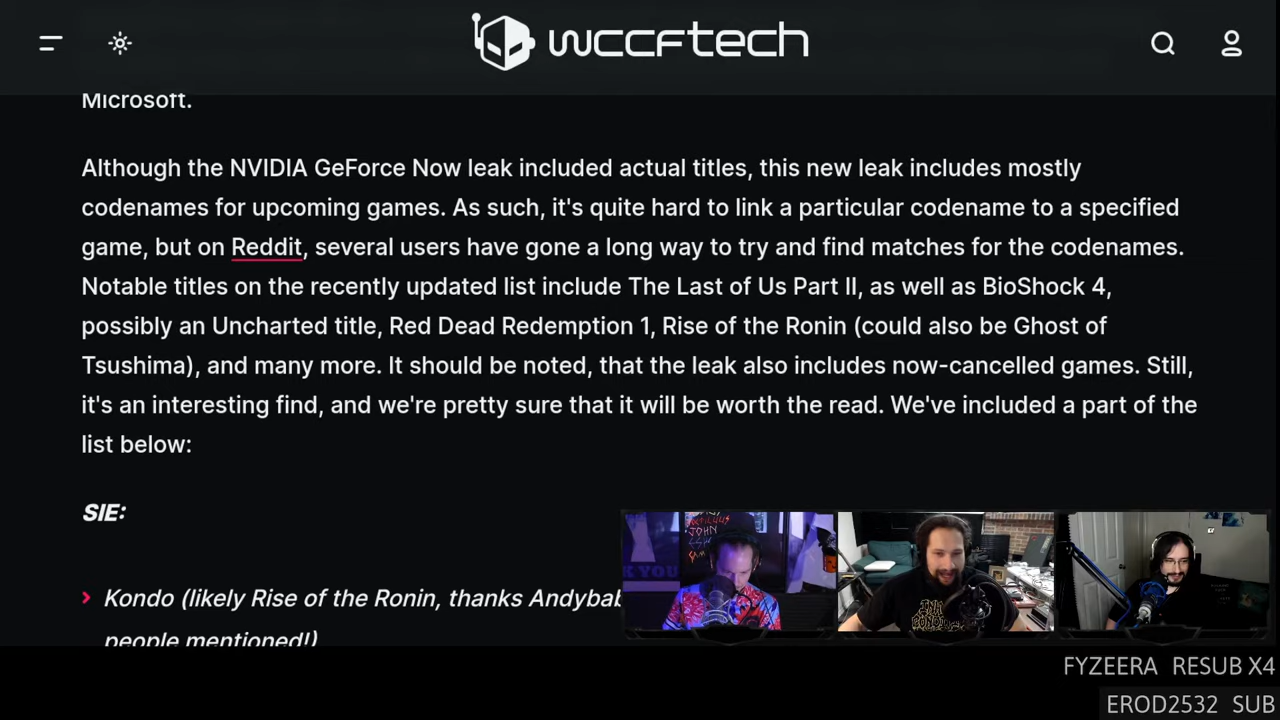 wccftech
Microsoft.
Although the NVIDIA GeForce Now leak included actual titles, this new leak includes mostly
codenames for upcoming games. As such, it's quite hard to link a particular codename to a specified
game, but on Reddit, several users have gone a long way to try and find matches for the codenames.
Notable titles on the recently updated list include The Last of Us Part II, as well as BioShock 4,
possibly an Uncharted title, Red Dead Redemption 1, Rise of the Ronin (could also be Ghost of
Tsushima), and many more. It should be noted, that the leak also includes now-cancelled games. Still,
it's an interesting find, and we're pretty sure that it will be worth the read. We've included a part of the
list below:
SIE:
Kondo (likely Rise of the Ronin, thanks Andybab
people mentioned!)
JOHN
K YOU
FYZEERA RESUB X4
EROD2532 SUB